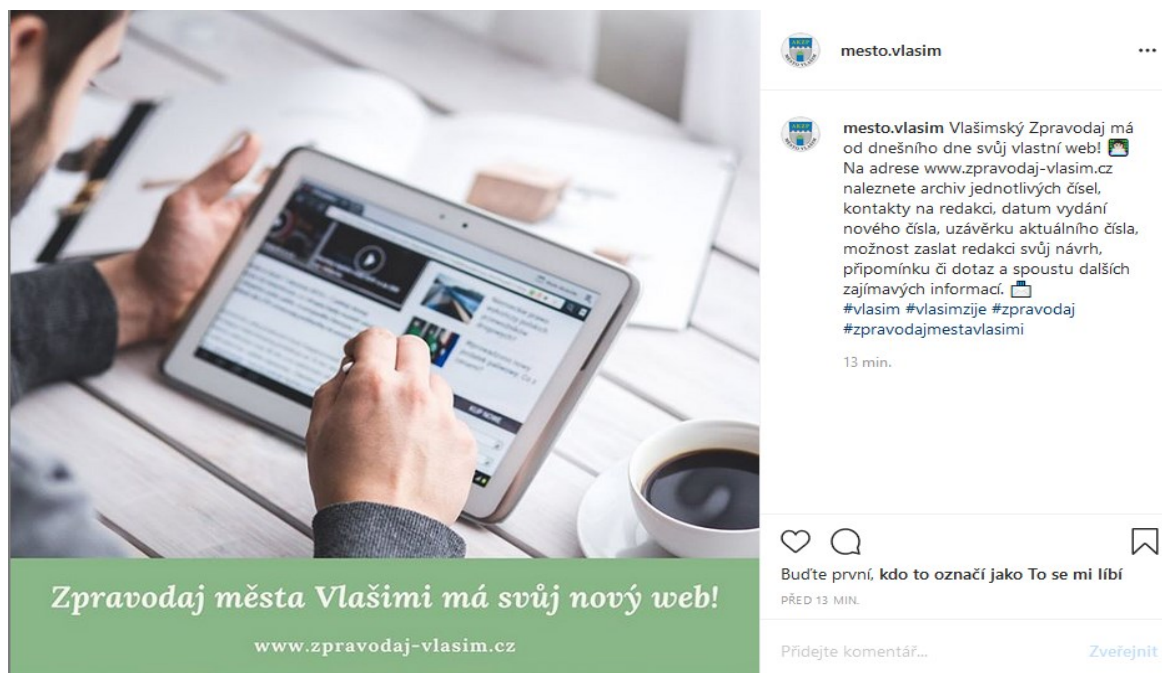 Zpravodaj města Vlašimi má svůj nový web!
www.zpravodaj-vlasim.cz
mesto.vlasim
mesto.vlasim Vlašimský Zpravodaj má
od dnešního dne svůj vlastní web!
Na adrese www.zpravodaj-vlasim.cz
naleznete archiv jednotlivých čísel,
kontakty na redakci, datum vydání
nového čísla, uzávěrku aktuálního čísla,
možnost zaslat redakci svůj návrh,
připomínku či dotaz a spoustu dalších
zajímavých informací.
#vlasim #vlasimzije #zpravodaj
#zpravodajmestavlasimi
13 min.
Buďte první, kdo to označí jako To se mi líbí
PŘED 13 MIN.
Přidejte komentář...
Zveřejnit